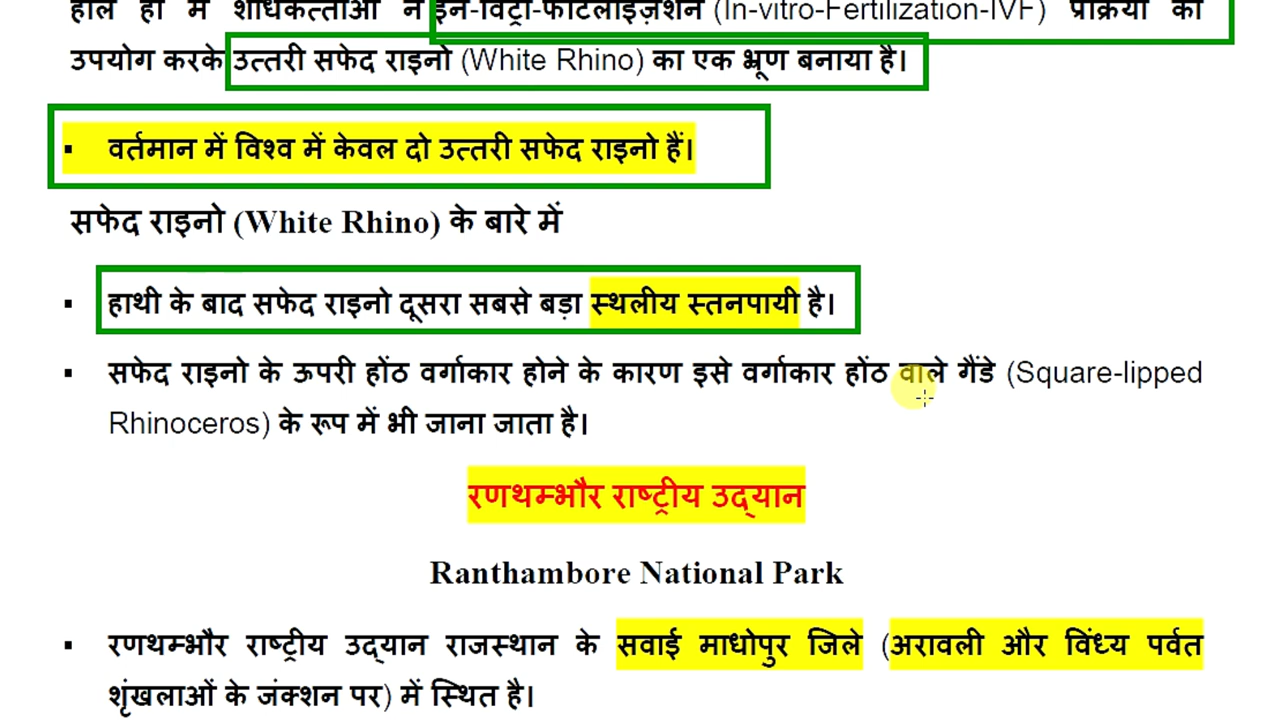 हाल ही में शोधकर्त्ताओं ने इन-विट्रो-फर्टिलाइज़ेशन (In-vitro-Fertilization-IVF) प्रक्रिया का
उपयोग करके उत्तरी सफेद राइनो (White Rhino) का एक भ्रूण बनाया है।
▪ वर्तमान में विश्व में केवल दो उत्तरी सफेद राइनो हैं।
सफेद राइनो (White Rhino) के बारे में
▪ हाथी के बाद सफेद राइनो दूसरा सबसे बड़ा स्थलीय स्तनपायी है।
▪ सफेद राइनो के ऊपरी होंठ वर्गाकार होने के कारण इसे वर्गाकार होंठ वाले गैंडे (Square-lipped
Rhinoceros) के रूप में भी जाना जाता है।
रणथम्भौर राष्ट्रीय उद्यान
Ranthambore National Park
▪ रणथम्भौर राष्ट्रीय उद्यान राजस्थान के सवाई माधोपुर जिले (अरावली और विंध्य पर्वत
शृंखलाओं के जंक्शन पर) में स्थित है।